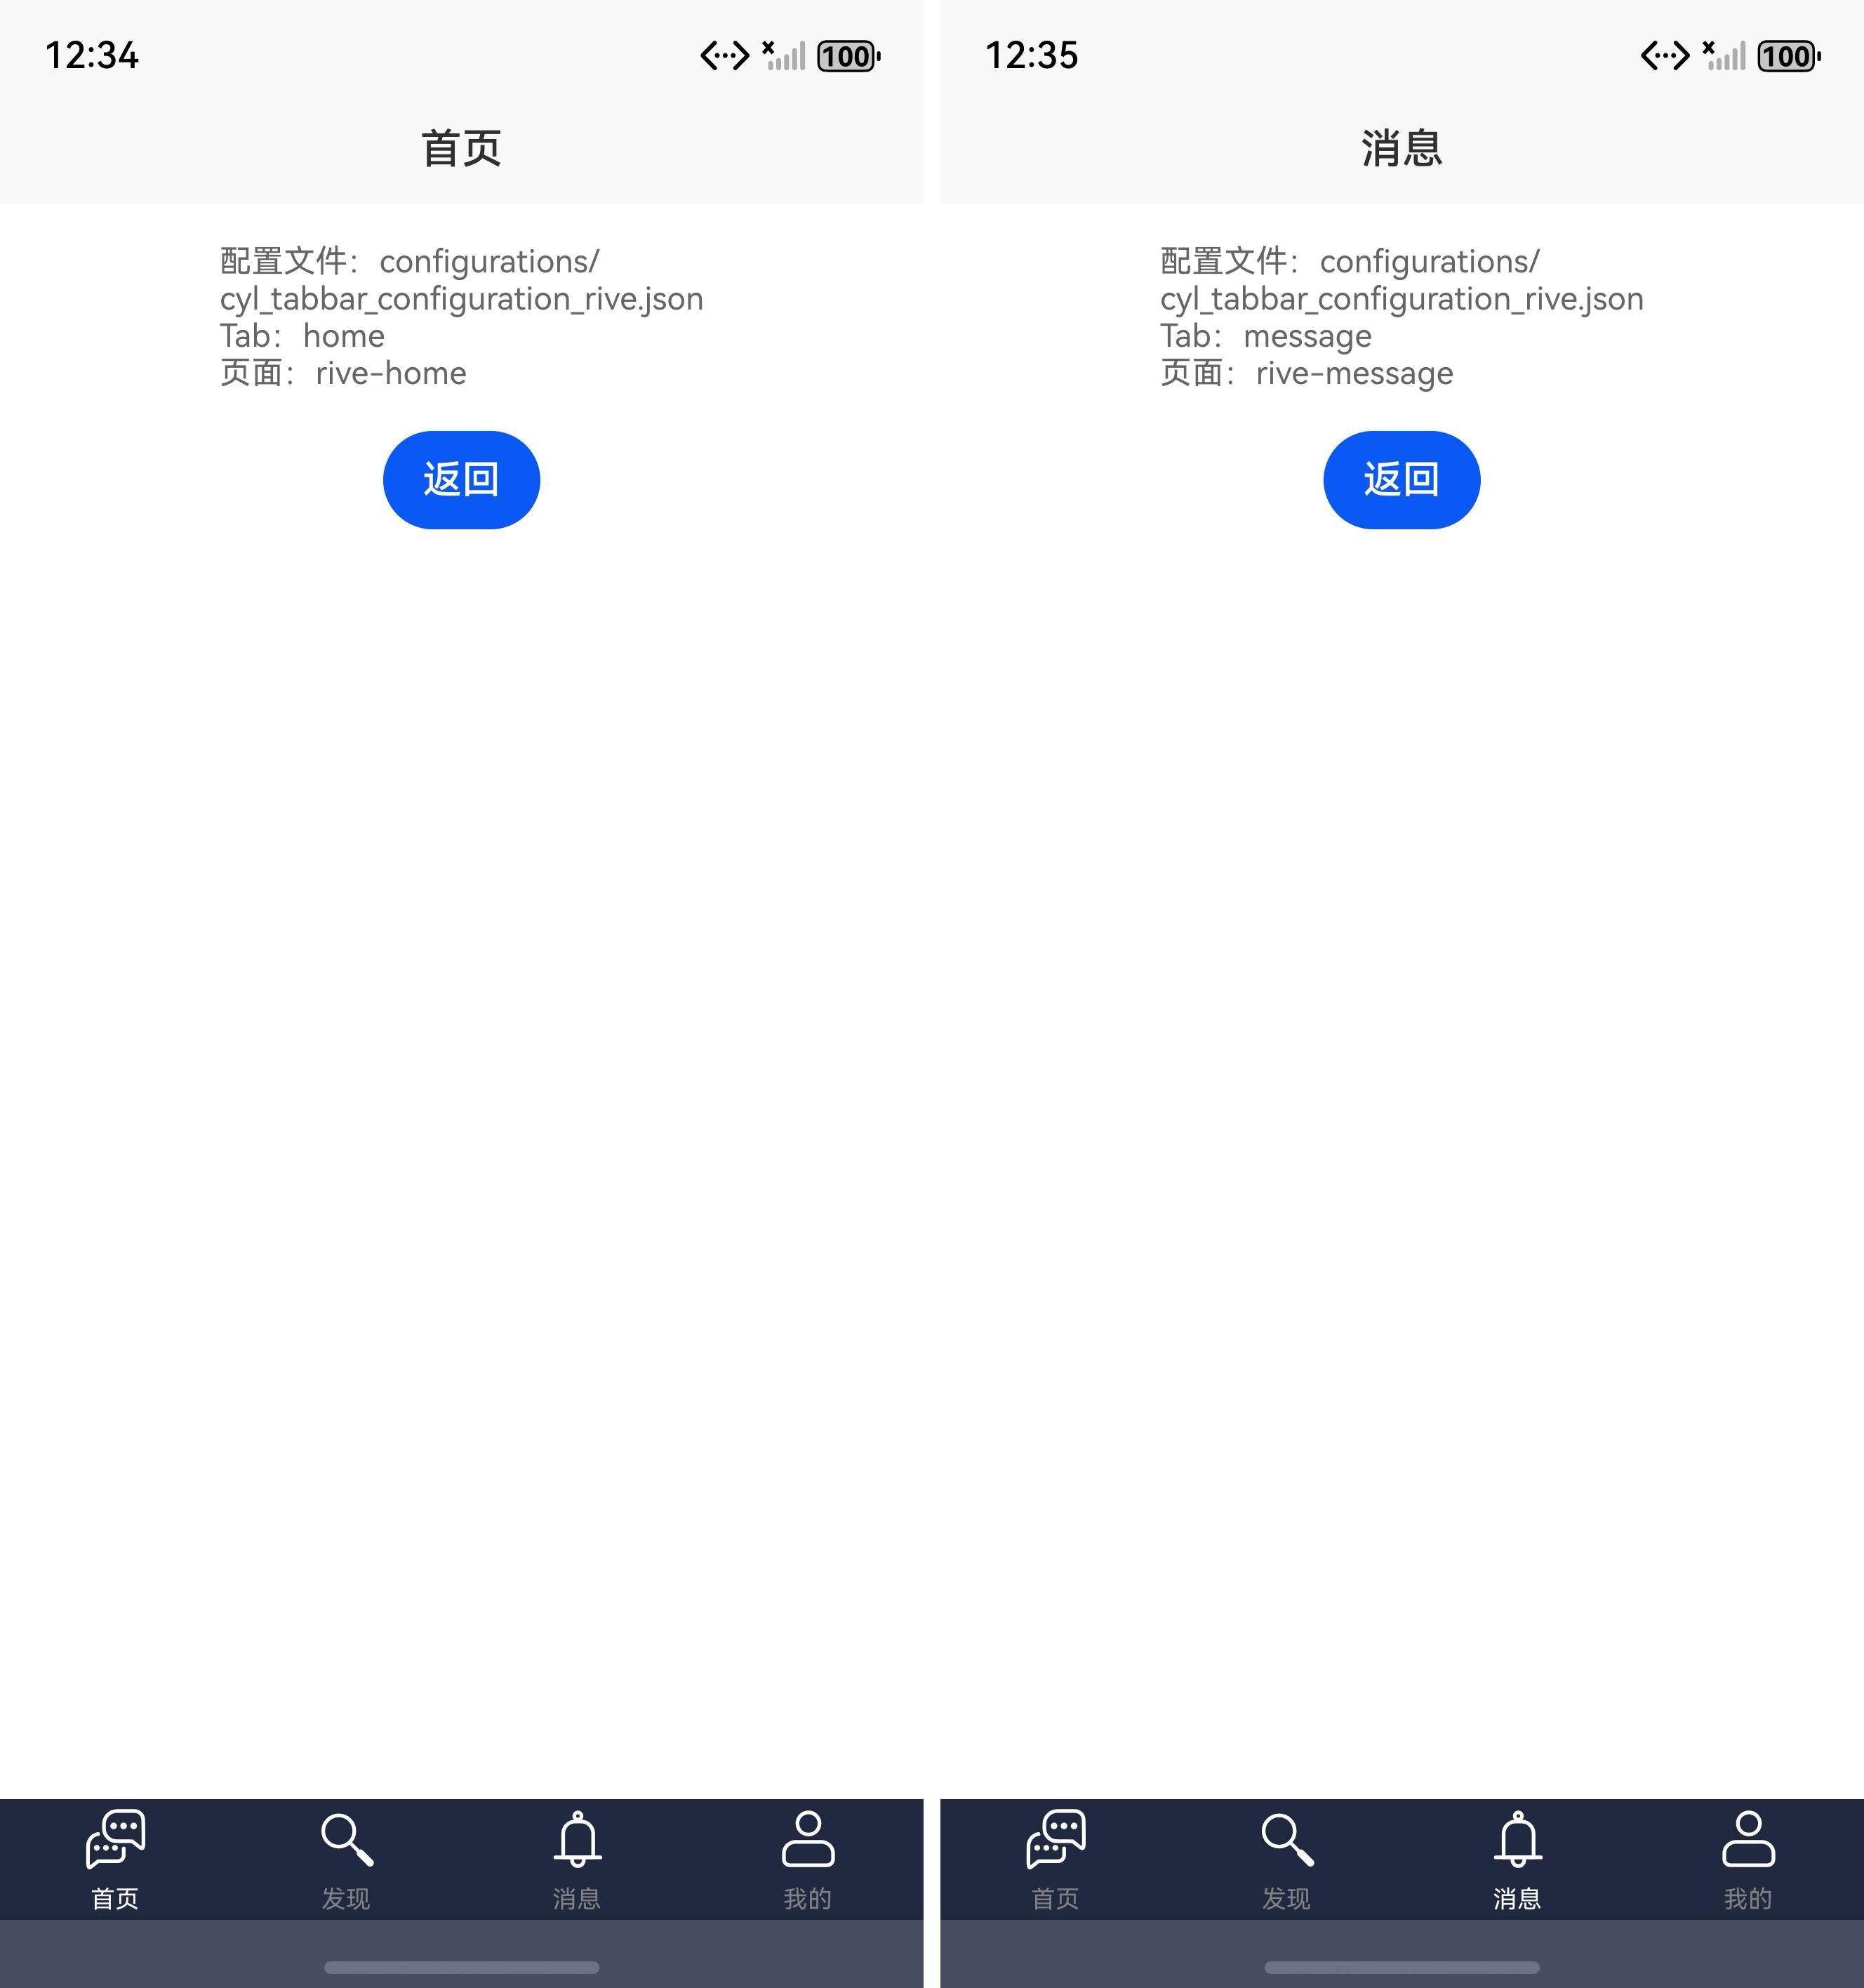 12:34
100
首页
配置文件：configurations/
cyl_tabbar_configuration_rive.json
Tab：home
页面：rive-home
返回
首页
发现
消息
我的
12:35
100
消息
配置文件：configurations/
cyl_tabbar_configuration_rive.json
Tab：message
页面：rive-message
返回
首页
发现
消息
我的